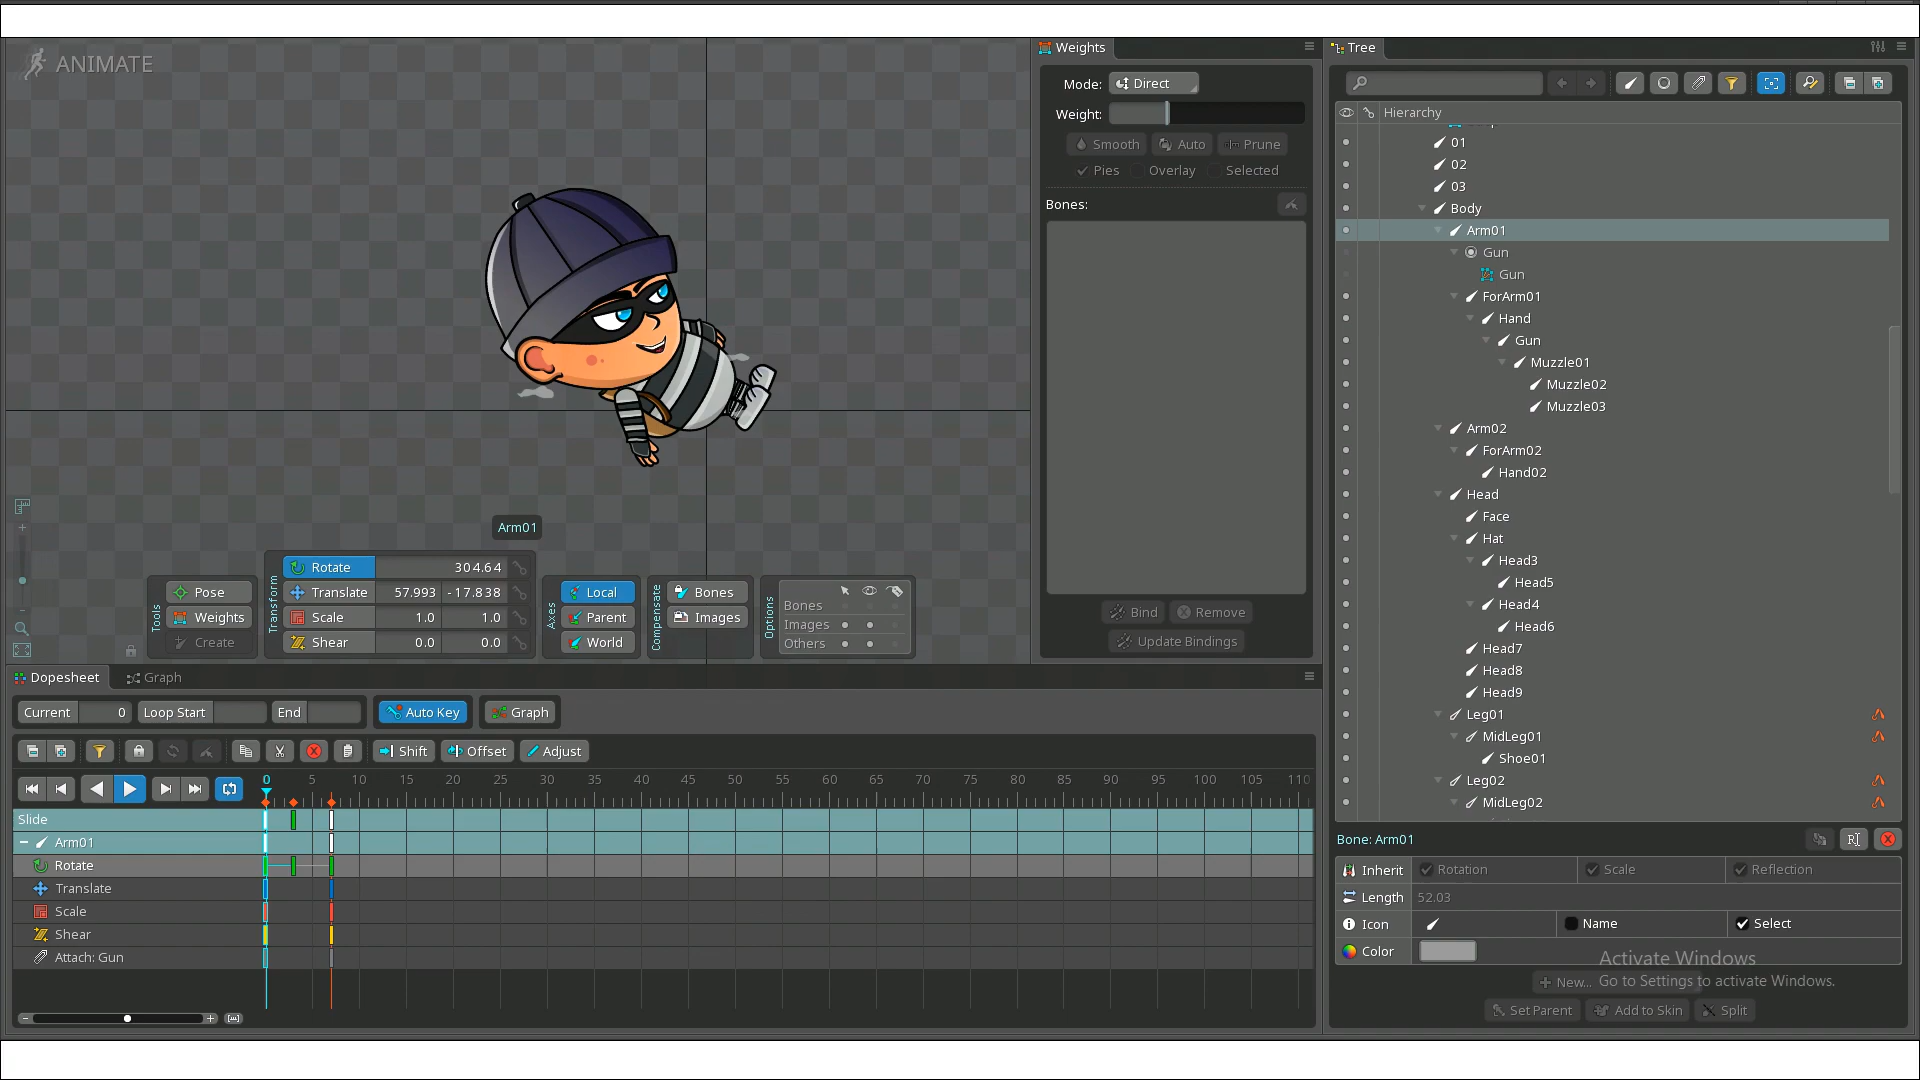 ANIMATE
Weights
Mode: Direct
Weight:
Smooth Auto Prune
Pies Overlay Selected
Bones:
Bind Remove
Update Bindings
Tree
Hierarchy
01
02
03
Body
Arm01
Gun
Gun
ForArm01
Hand
Gun
Muzzle01
Muzzle02
Muzzle03
Arm02
ForArm02
Hand02
Head
Face
Hat
Head3
Head5
Head4
Head6
Head7
Head8
Head9
Leg01
MidLeg01
Shoe01
Leg02
MidLeg02
Arm01
Tools
Pose
Weights
Create
Transform
Rotate 304.64
Translate 57.993 -17.838
Scale 1.0 1.0
Shear 0.0 0.0
Axes
Local
Parent
World
Compensate
Bones
Images
Options
Bones
Images
Others
Dopesheet Graph
Current 0 Loop Start End Auto Key Graph
Shift Offset Adjust
0 5 10 15 20 25 30 35 40 45 50 55 60 65 70 75 80 85 90 95 100 105 110
Slide
Arm01
Rotate
Translate
Scale
Shear
Attach: Gun
Bone: Arm01
Inherit Rotation Scale Reflection
Length 52.03
Icon Name Select
Color
New...
Set Parent Add to Skin Split
Activate Windows
Go to Settings to activate Windows.